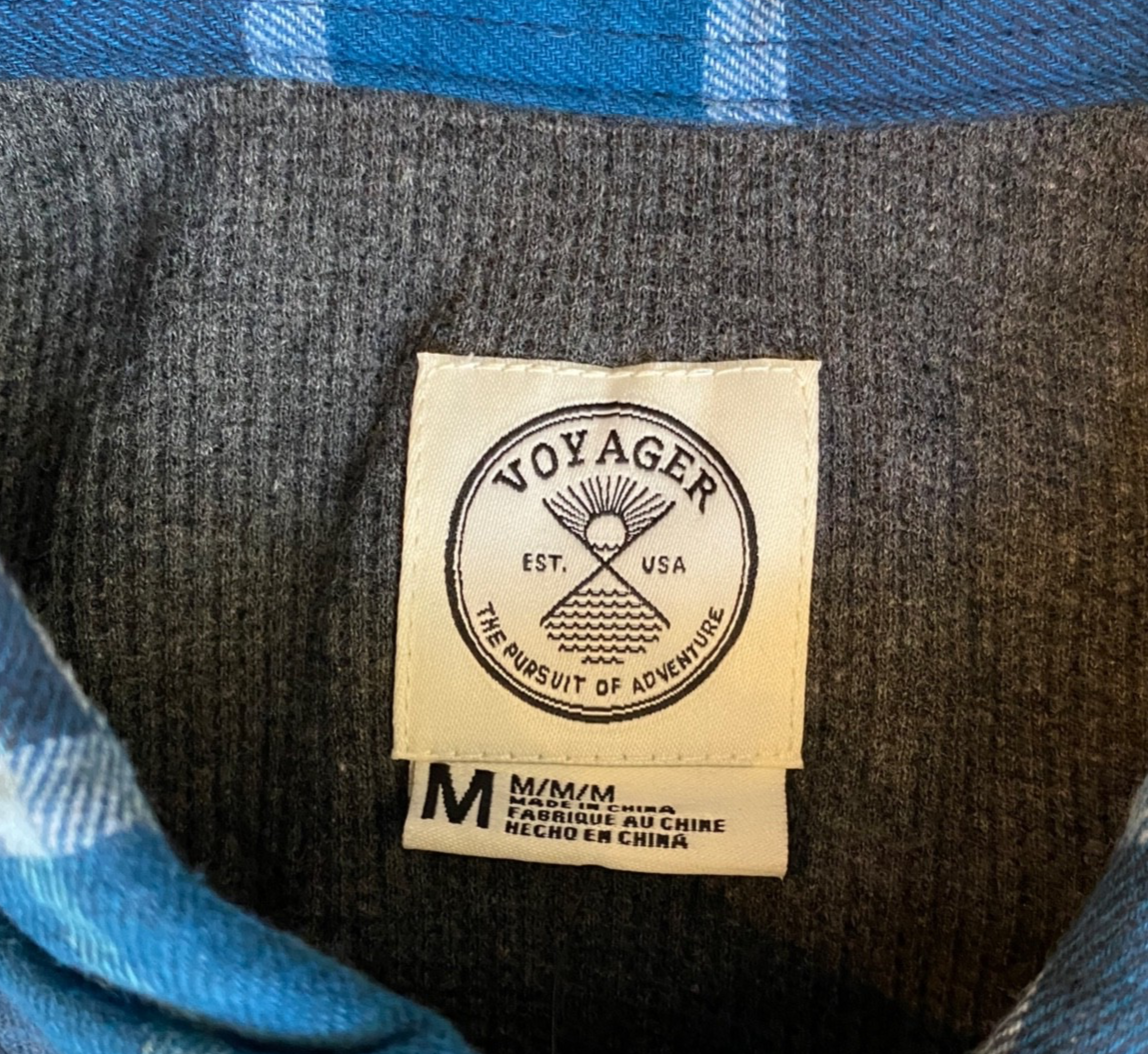 VOYAGER
EST. USA
THE PURSUIT OF ADVENTURE
M M/M/M
MADE IN CHINA
FABRIQUE AU CHINE
HECHO EN CHINA